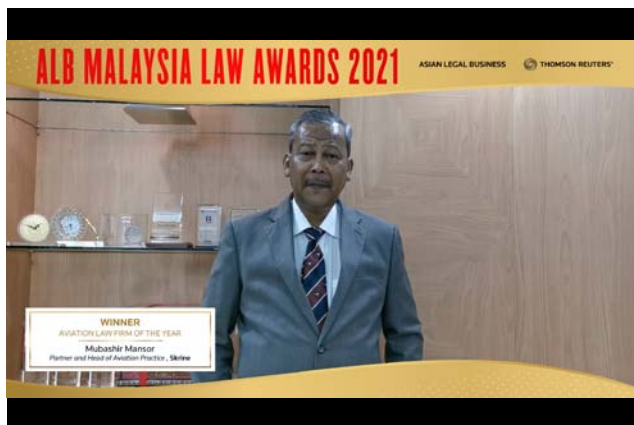 ALB MALAYSIA LAW AWARDS 2021
ASIAN LEGAL BUSINESS
THOMSON REUTERS®
WINNER
AVIATION LAW FIRM OF THE YEAR
Mubashir Mansor
Partner and Head of Aviation Practice, Skrine